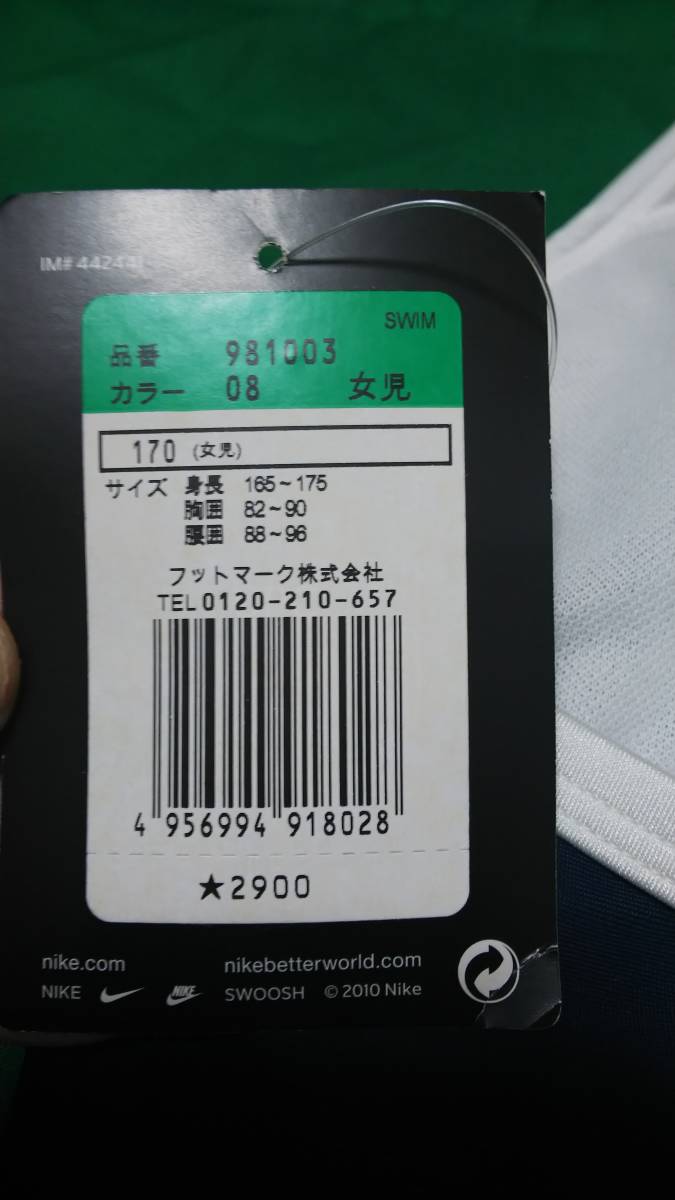 IM# 442441
SWIM
品番 981003
カラー 08 女児
170 (女児)
サイズ 身長 165~175
胸囲 82~90
腰囲 88~96
フットマーク株式会社
TEL 0120-210-657
4 956994 918028
★2900
nike.com nikebetterworld.com
NIKE NIKE SWOOSH © 2010 Nike